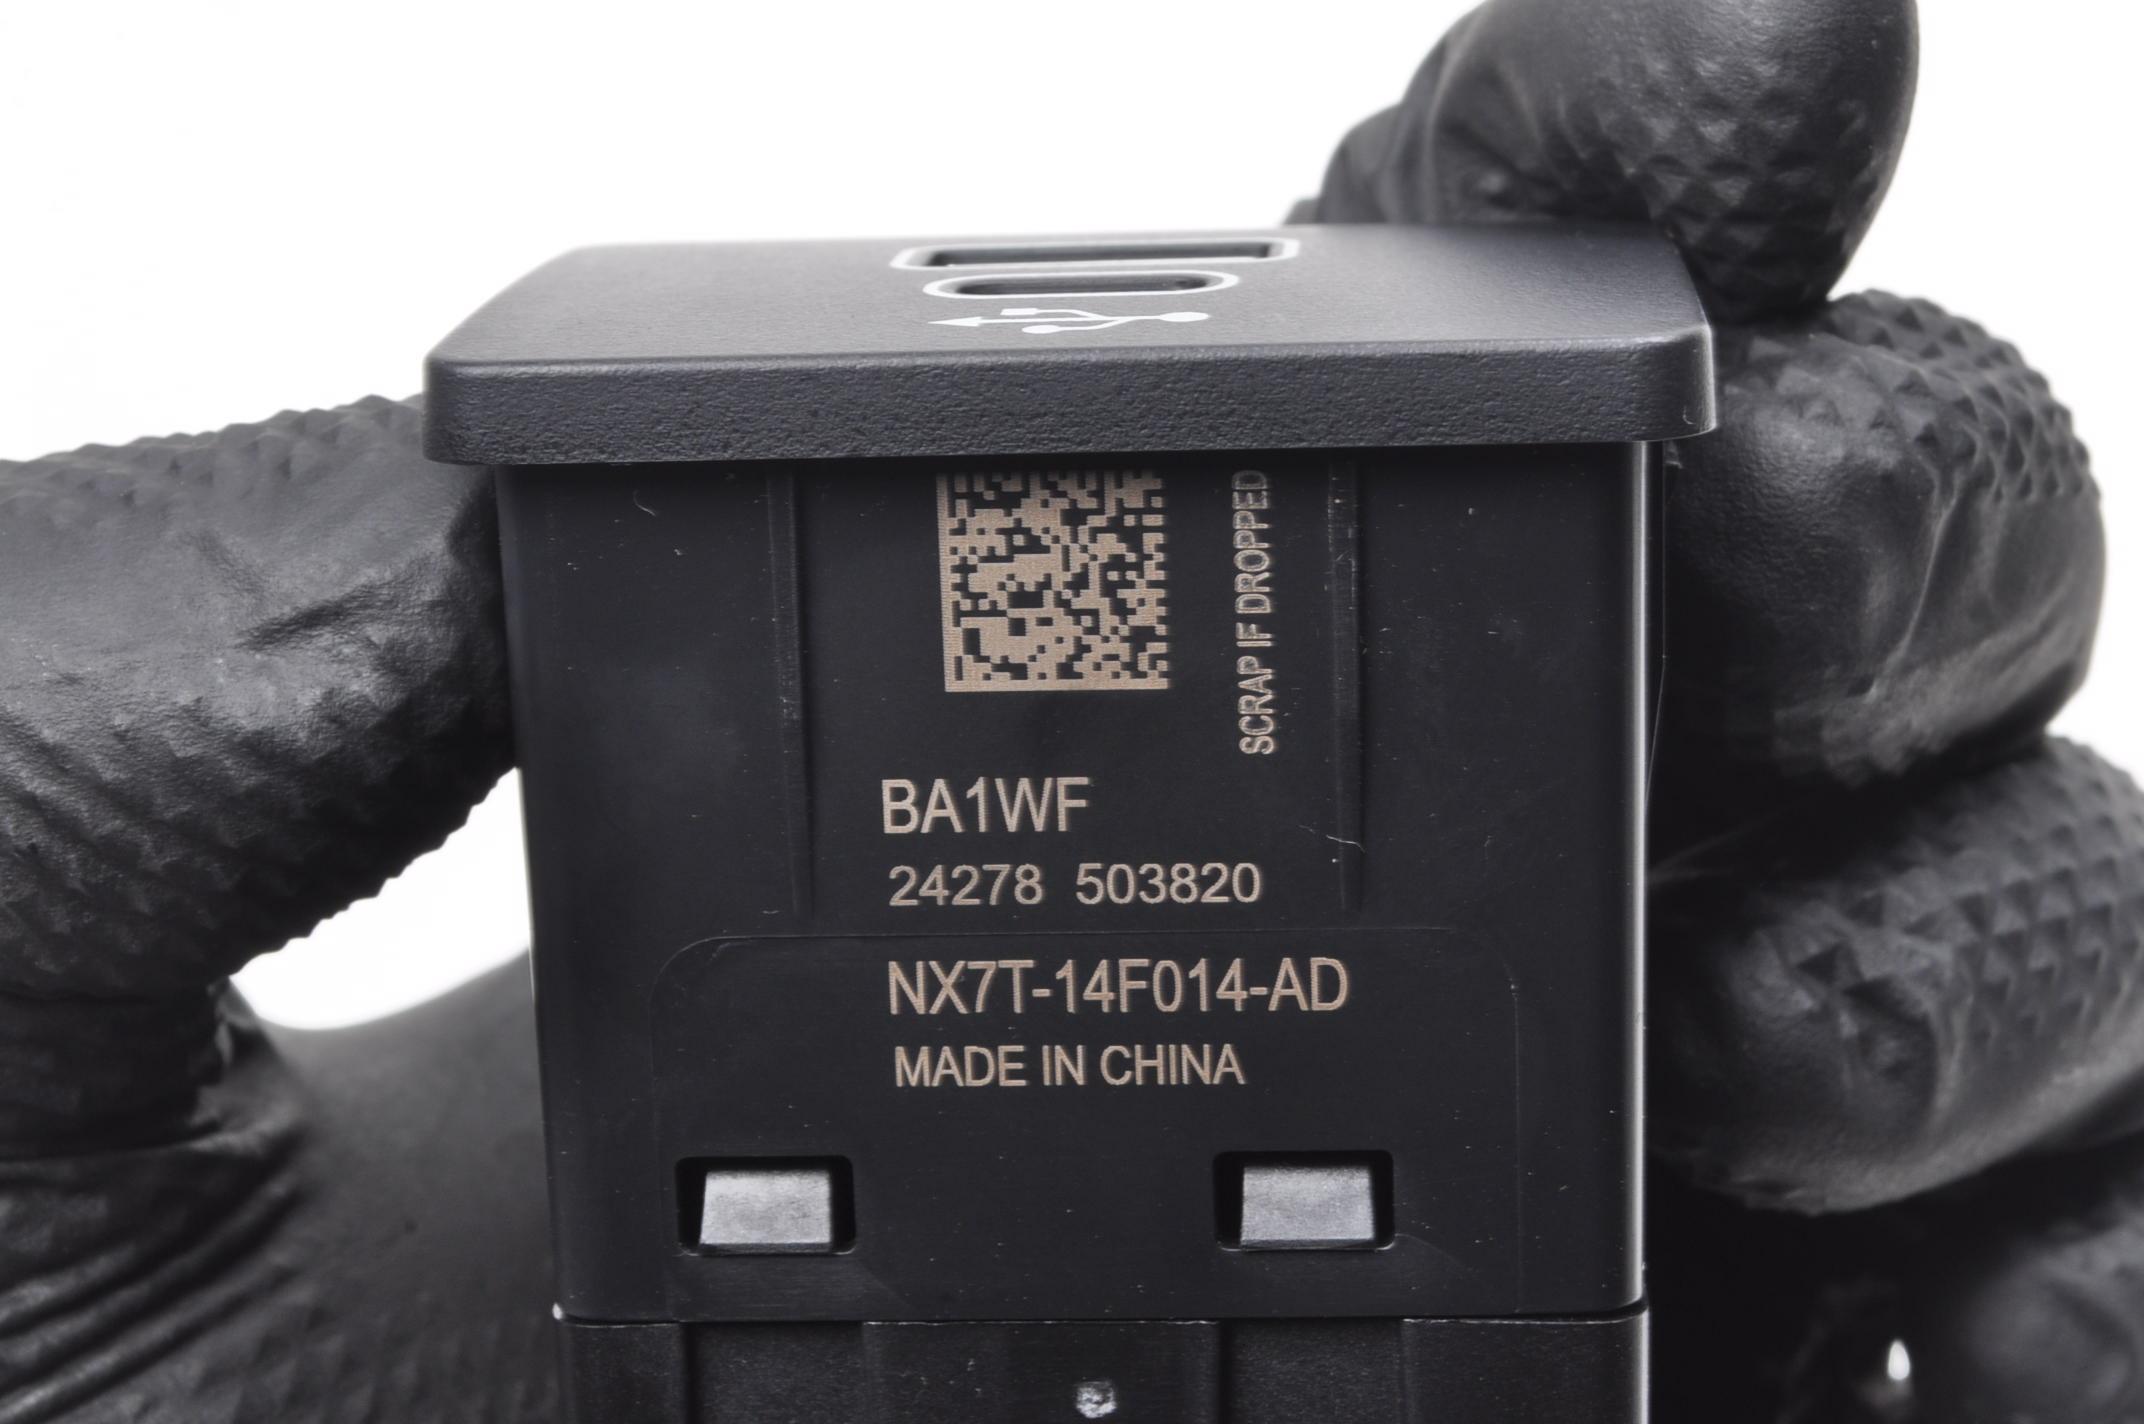 SCRAP IF DROPPED
BA1WF
24278 503820
NX7T-14F014-AD
MADE IN CHINA